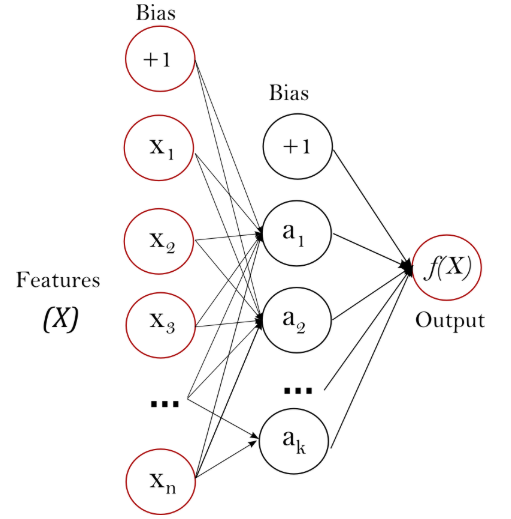 Bias
+1
x1
x2
x3
...
xn
Features
(X)
Bias
+1
a1
a2
...
ak
f(X)
Output